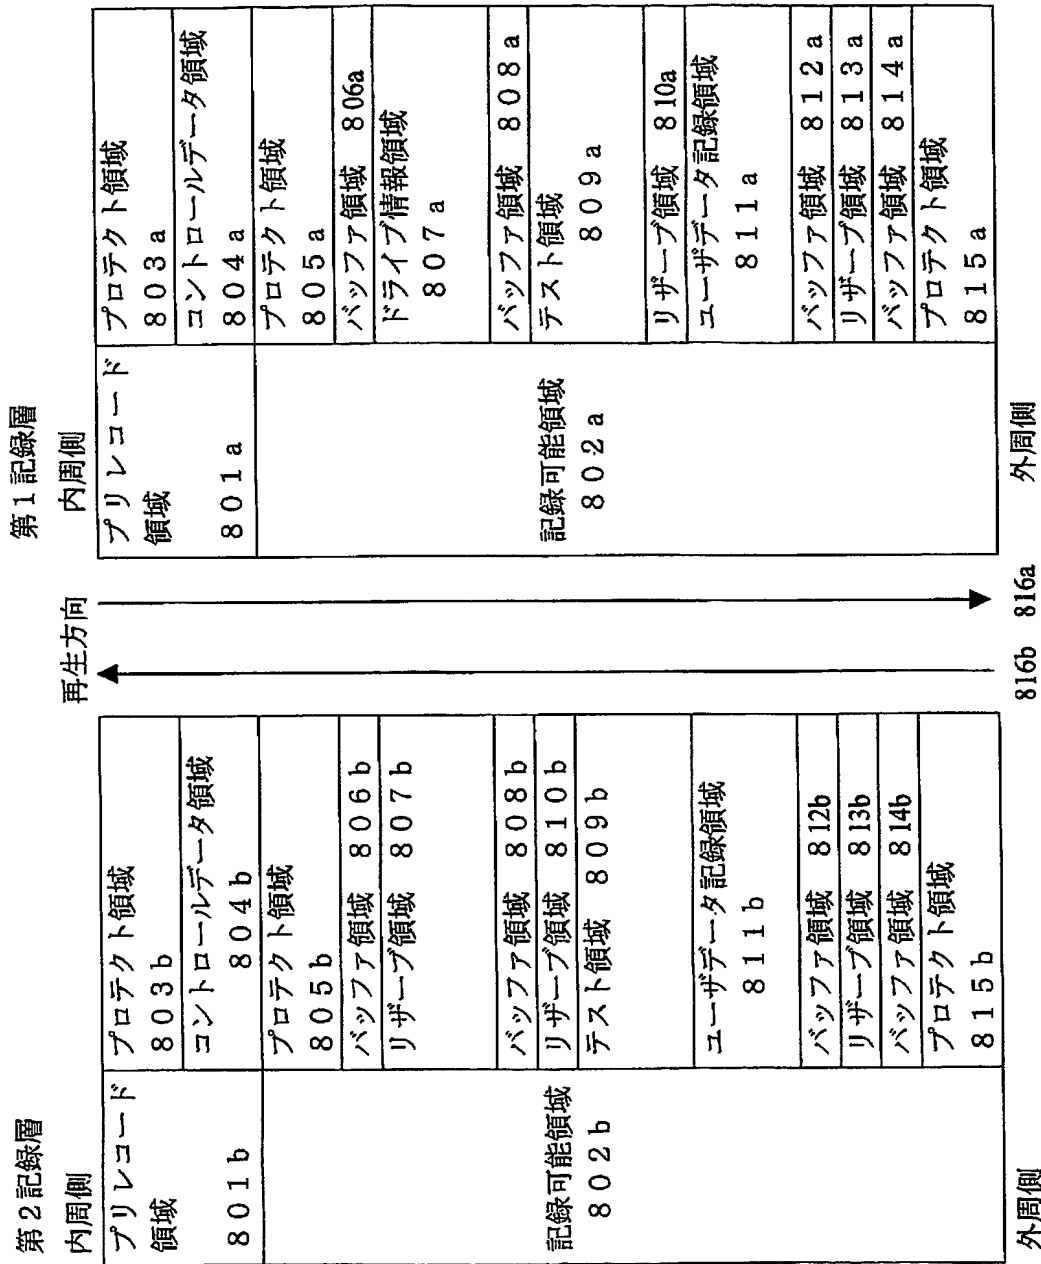 第1記録層
内周側
プリレコード
領域
801a
記録可能領域
802a
プロテクト領域
803a
コントロールデータ領域
804a
プロテクト領域
805a
バッファ領域 806a
ドライブ情報領域
807a
バッファ領域 808a
テスト領域
809a
リザーブ領域 810a
ユーザデータ記録領域
811a
バッファ領域 812a
リザーブ領域 813a
バッファ領域 814a
プロテクト領域
815a
外周側
再生方向
816b 816a
第2記録層
内周側
プリレコード
領域
801b
記録可能領域
802b
プロテクト領域
803b
コントロールデータ領域
804b
プロテクト領域
805b
バッファ領域 806b
リザーブ領域 807b
バッファ領域 808b
リザーブ領域 810b
テスト領域 809b
ユーザデータ記録領域
811b
バッファ領域 812b
リザーブ領域 813b
バッファ領域 814b
プロテクト領域
815b
外周側